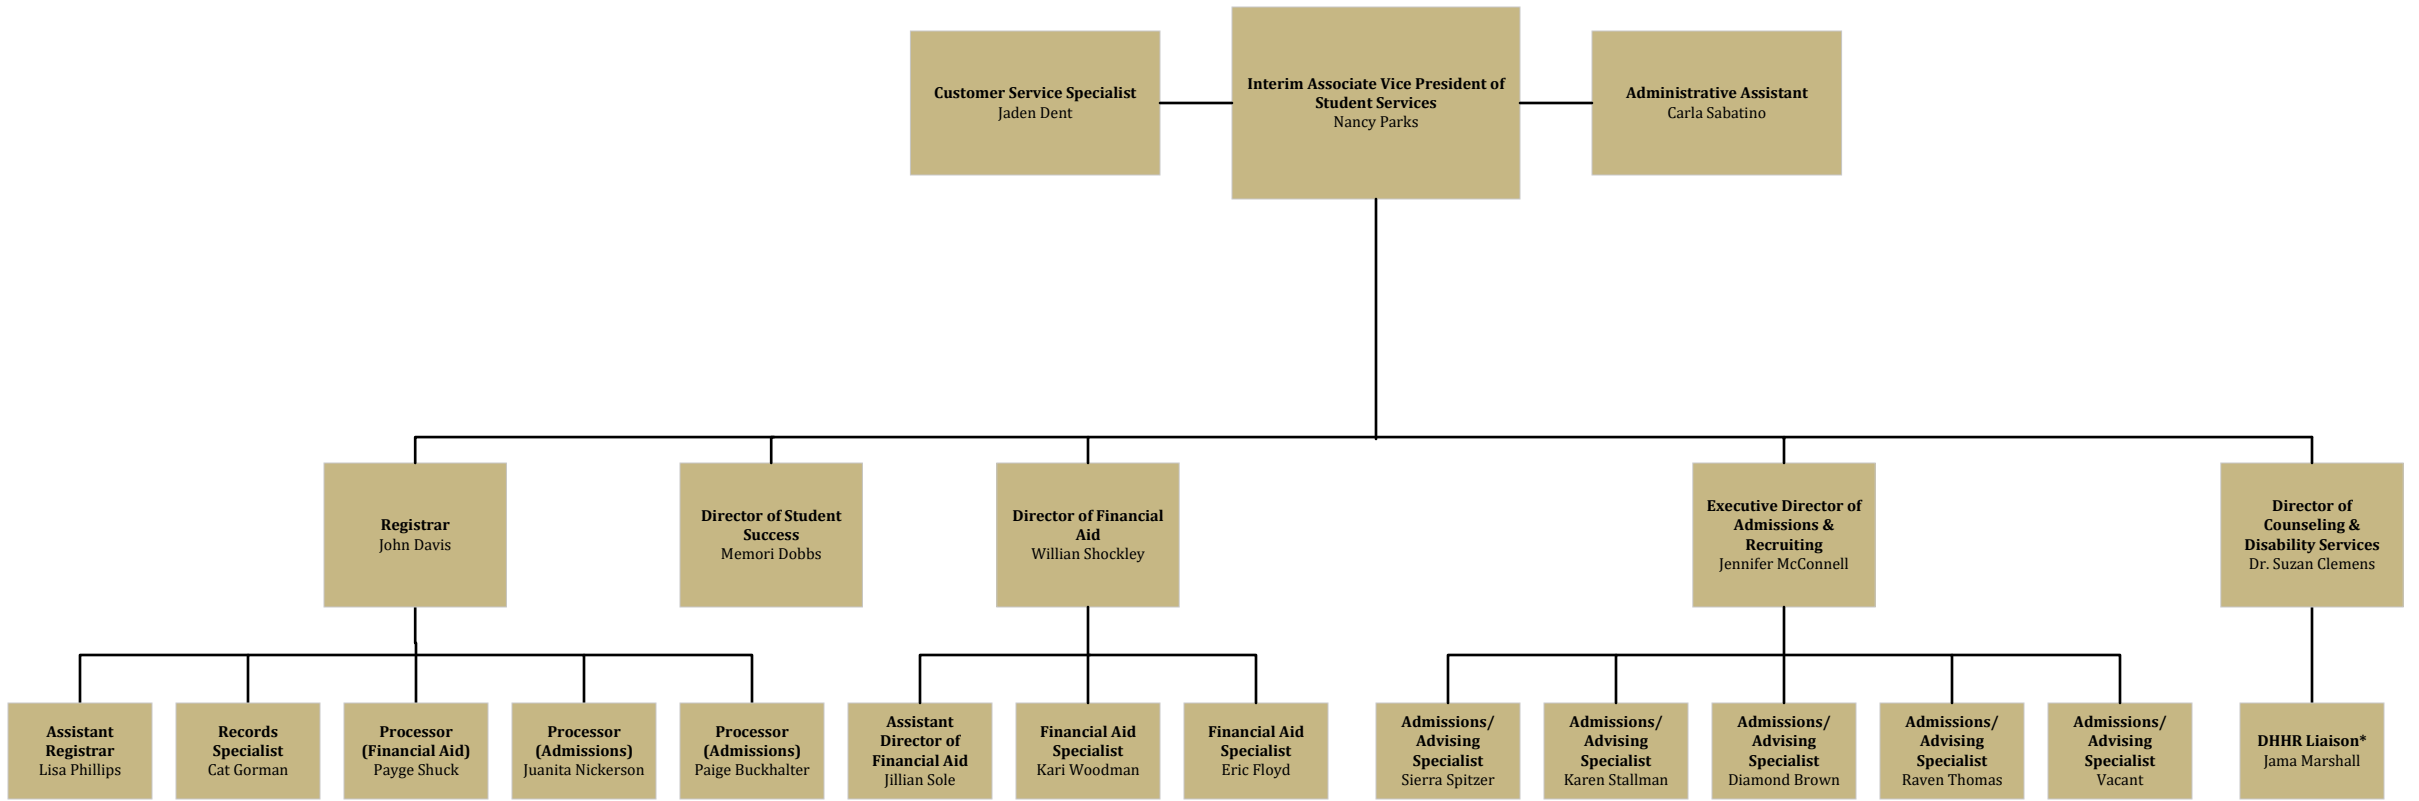 Customer Service Specialist
Jaden Dent
Interim Associate Vice President of
Student Services
Nancy Parks
Administrative Assistant
Carla Sabatino
Registrar
John Davis
Director of Student
Success
Memori Dobbs
Director of Financial
Aid
Willian Shockley
Executive Director of
Admissions &
Recruiting
Jennifer McConnell
Director of
Counseling &
Disability Services
Dr. Suzan Clemens
Assistant
Registrar
Lisa Phillips
Records
Specialist
Cat Gorman
Processor
(Financial Aid)
Payge Shuck
Processor
(Admissions)
Juanita Nickerson
Processor
(Admissions)
Paige Buckhalter
Assistant
Director of
Financial Aid
Jillian Sole
Financial Aid
Specialist
Kari Woodman
Financial Aid
Specialist
Eric Floyd
Admissions/
Advising
Specialist
Sierra Spitzer
Admissions/
Advising
Specialist
Karen Stallman
Admissions/
Advising
Specialist
Diamond Brown
Admissions/
Advising
Specialist
Raven Thomas
Admissions/
Advising
Specialist
Vacant
DHHR Liaison*
Jama Marshall